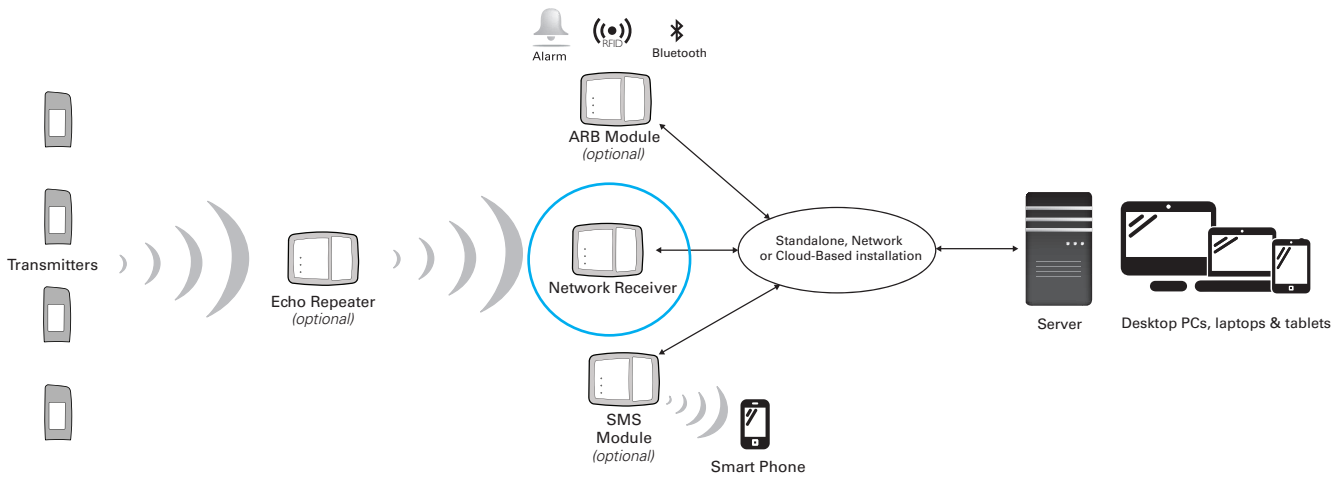 Alarm
RFID
Bluetooth
ARB Module
(optional)
Transmitters
Echo Repeater
(optional)
Network Receiver
Standalone, Network
or Cloud-Based installation
Server
Desktop PCs, laptops & tablets
SMS
Module
(optional)
Smart Phone